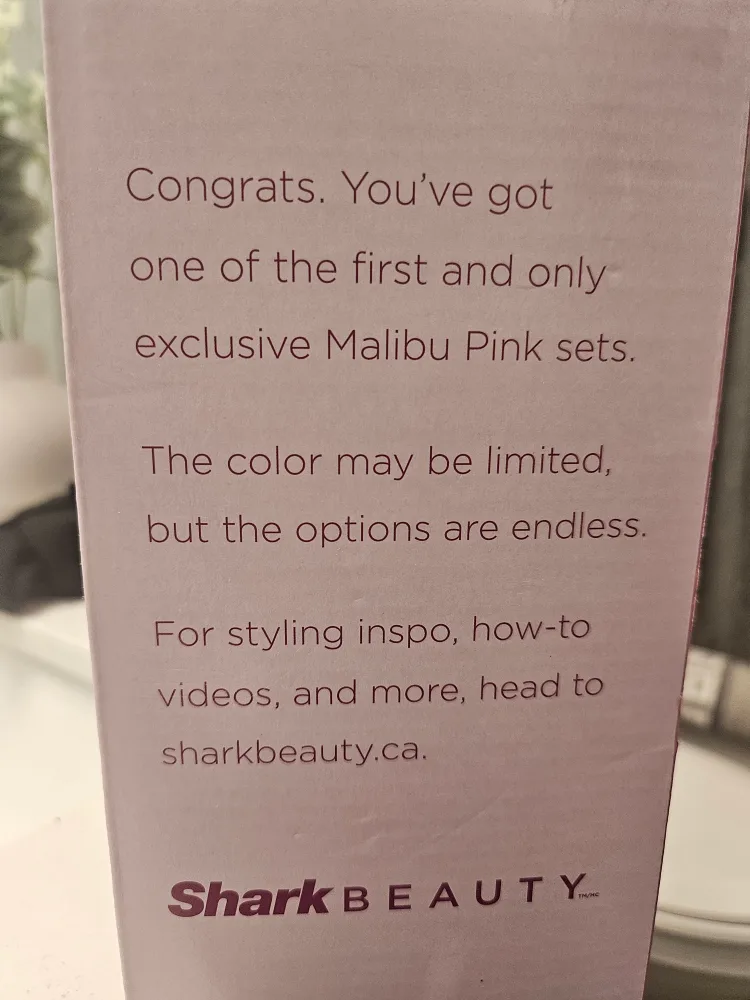 Congrats. You've got
one of the first and only
exclusive Malibu Pink sets.
The color may be limited,
but the options are endless.
For styling inspo, how-to
videos, and more, head to
sharkbeauty.ca.
Shark BEAUTY TM/MC